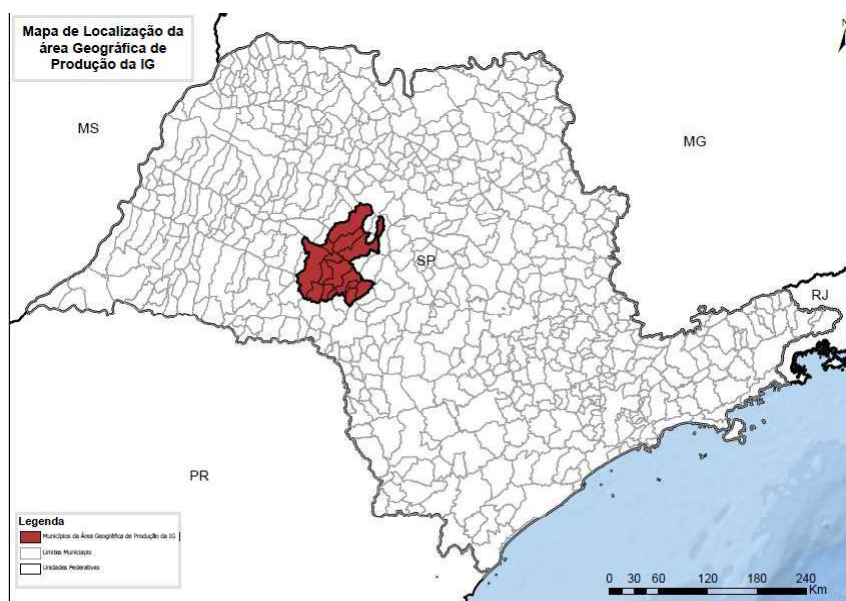 Mapa de Localização da
área Geográfica de
Produção da IG
N
MS
MG
SP
RJ
PR
Legenda
Municípios da Área Geográfica de Produção da IG
Limites Municiapis
Unidades Federativas
0 30 60 120 180 240
Km